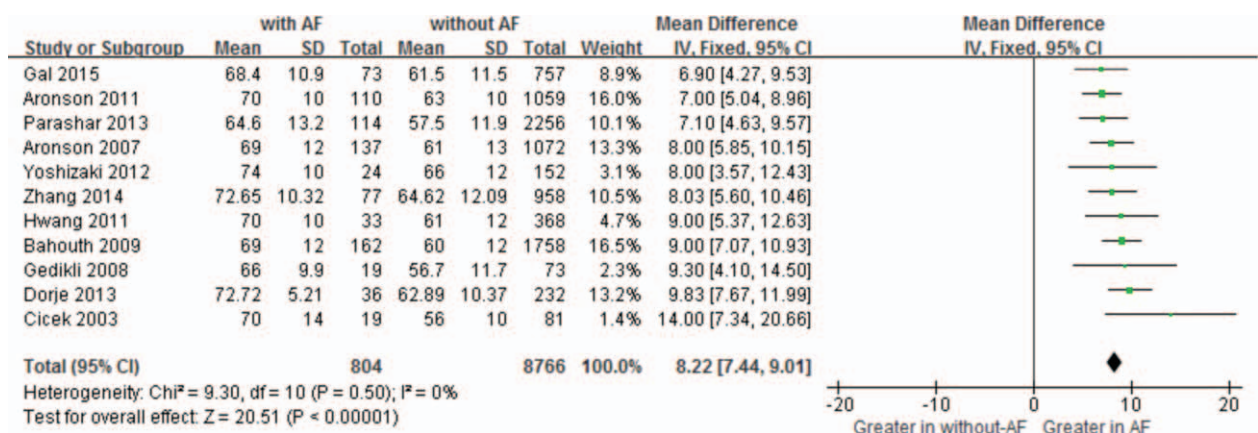 with AF without AF Mean Difference Mean Difference
Study or Subgroup Mean SD Total Mean SD Total Weight IV, Fixed, 95% CI IV, Fixed, 95% CI
Gal 2015 68.4 10.9 73 61.5 11.5 757 8.9% 6.90 [4.27, 9.53]
Aronson 2011 70 10 110 63 10 1059 16.0% 7.00 [5.04, 8.96]
Parashar 2013 64.6 13.2 114 57.5 11.9 2256 10.1% 7.10 [4.63, 9.57]
Aronson 2007 69 12 137 61 13 1072 13.3% 8.00 [5.85, 10.15]
Yoshizaki 2012 74 10 24 66 12 152 3.1% 8.00 [3.57, 12.43]
Zhang 2014 72.65 10.32 77 64.62 12.09 958 10.5% 8.03 [5.60, 10.46]
Hwang 2011 70 10 33 61 12 368 4.7% 9.00 [5.37, 12.63]
Bahouth 2009 69 12 162 60 12 1758 16.5% 9.00 [7.07, 10.93]
Gedikli 2008 66 9.9 19 56.7 11.7 73 2.3% 9.30 [4.10, 14.50]
Dorje 2013 72.72 5.21 36 62.89 10.37 232 13.2% 9.83 [7.67, 11.99]
Cicek 2003 70 14 19 56 10 81 1.4% 14.00 [7.34, 20.66]
Total (95% CI) 804 8766 100.0% 8.22 [7.44, 9.01]
Heterogeneity: Chi² = 9.30, df = 10 (P = 0.50); I² = 0%
Test for overall effect: Z = 20.51 (P < 0.00001)
-20 -10 0 10 20
Greater in without-AF Greater in AF